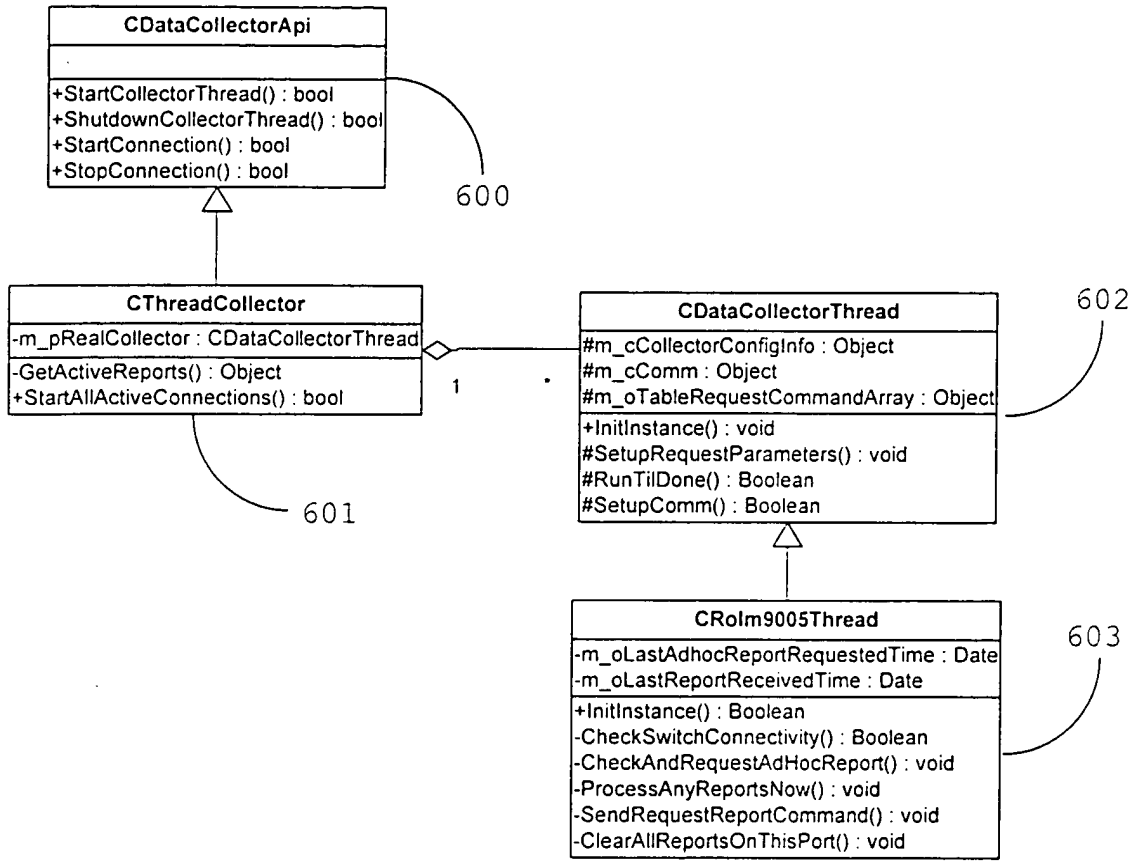 CDataCollectorApi
+StartCollectorThread() : bool
+ShutdownCollectorThread() : bool
+StartConnection() : bool
+StopConnection() : bool
600
CThreadCollector
-m_pRealCollector : CDataCollectorThread
-GetActiveReports() : Object
+StartAllActiveConnections() : bool
1
*
601
CDataCollectorThread
#m_cCollectorConfigInfo : Object
#m_cComm : Object
#m_oTableRequestCommandArray : Object
+InitInstance() : void
#SetupRequestParameters() : void
#RunTilDone() : Boolean
#SetupComm() : Boolean
602
CRolm9005Thread
-m_oLastAdhocReportRequestedTime : Date
-m_oLastReportReceivedTime : Date
+InitInstance() : Boolean
-CheckSwitchConnectivity() : Boolean
-CheckAndRequestAdHocReport() : void
-ProcessAnyReportsNow() : void
-SendRequestReportCommand() : void
-ClearAllReportsOnThisPort() : void
603